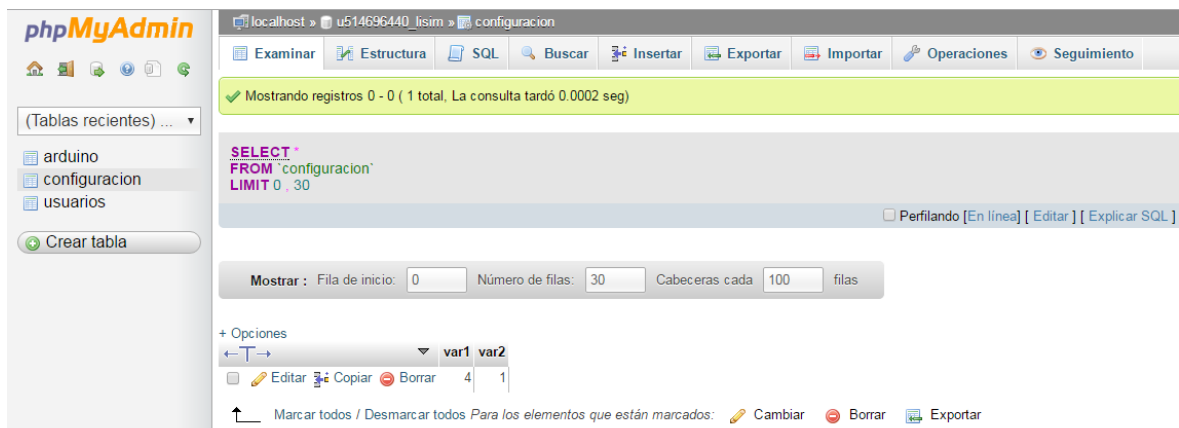 phpMyAdmin
(Tablas recientes) ...
arduino
configuracion
usuarios
Crear tabla
localhost » u514696440_lisim » configuracion
Examinar Estructura SQL Buscar Insertar Exportar Importar Operaciones Seguimiento
Mostrando registros 0 - 0 ( 1 total, La consulta tardó 0.0002 seg)
SELECT *
FROM `configuracion`
LIMIT 0 , 30
Perfilando [En línea] [ Editar ] [ Explicar SQL ]
Mostrar : Fila de inicio: 0 Número de filas: 30 Cabeceras cada 100 filas
+ Opciones
←T→ var1 var2
Editar Copiar Borrar 4 1
Marcar todos / Desmarcar todos Para los elementos que están marcados: Cambiar Borrar Exportar